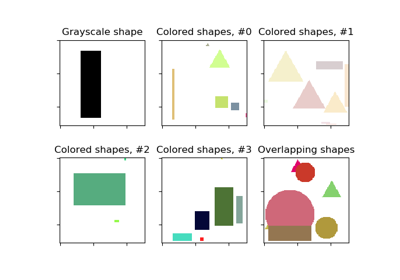 Grayscale shape
Colored shapes, #0
Colored shapes, #1
Colored shapes, #2
Colored shapes, #3
Overlapping shapes